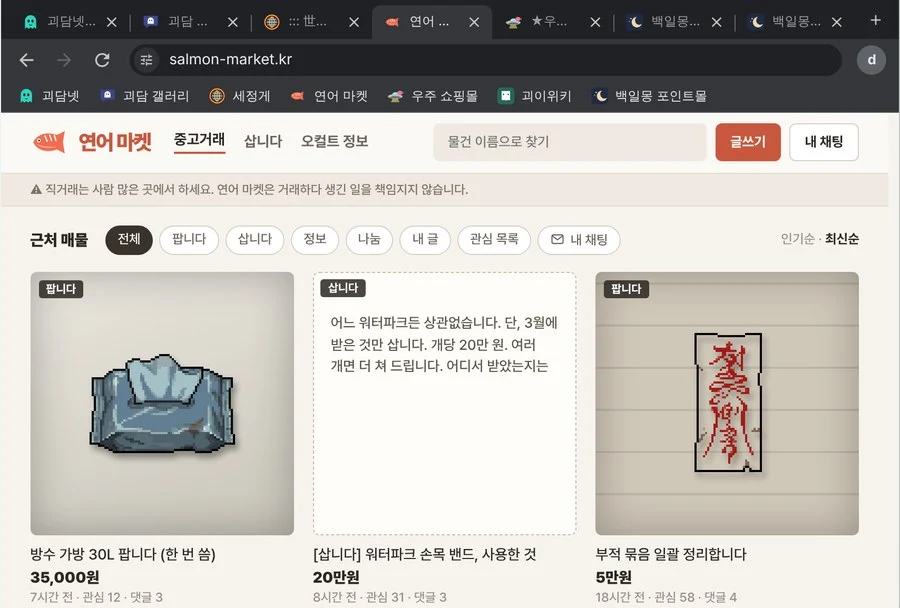 괴담넷...
괴담 ...
::: 世...
연어 ...
★우...
백일몽...
백일몽...
salmon-market.kr
d
괴담넷
괴담 갤러리
세정게
연어 마켓
우주 쇼핑몰
괴이위키
백일몽 포인트몰
연어 마켓
중고거래
삽니다
오컬트 정보
물건 이름으로 찾기
글쓰기
내 채팅
직거래는 사람 많은 곳에서 하세요. 연어 마켓은 거래하다 생긴 일을 책임지지 않습니다.
근처 매물
전체
팝니다
삽니다
정보
나눔
내 글
관심 목록
내 채팅
인기순 · 최신순
팝니다
방수 가방 30L 팝니다 (한 번 씀)
35,000원
7시간 전 · 관심 12 · 댓글 3
삽니다
어느 워터파크든 상관없습니다. 단, 3월에
받은 것만 삽니다. 개당 20만 원. 여러
개면 더 쳐 드립니다. 어디서 받았는지는
[삽니다] 워터파크 손목 밴드, 사용한 것
20만원
8시간 전 · 관심 31 · 댓글 3
팝니다
부적 묶음 일괄 정리합니다
5만원
18시간 전 · 관심 58 · 댓글 4